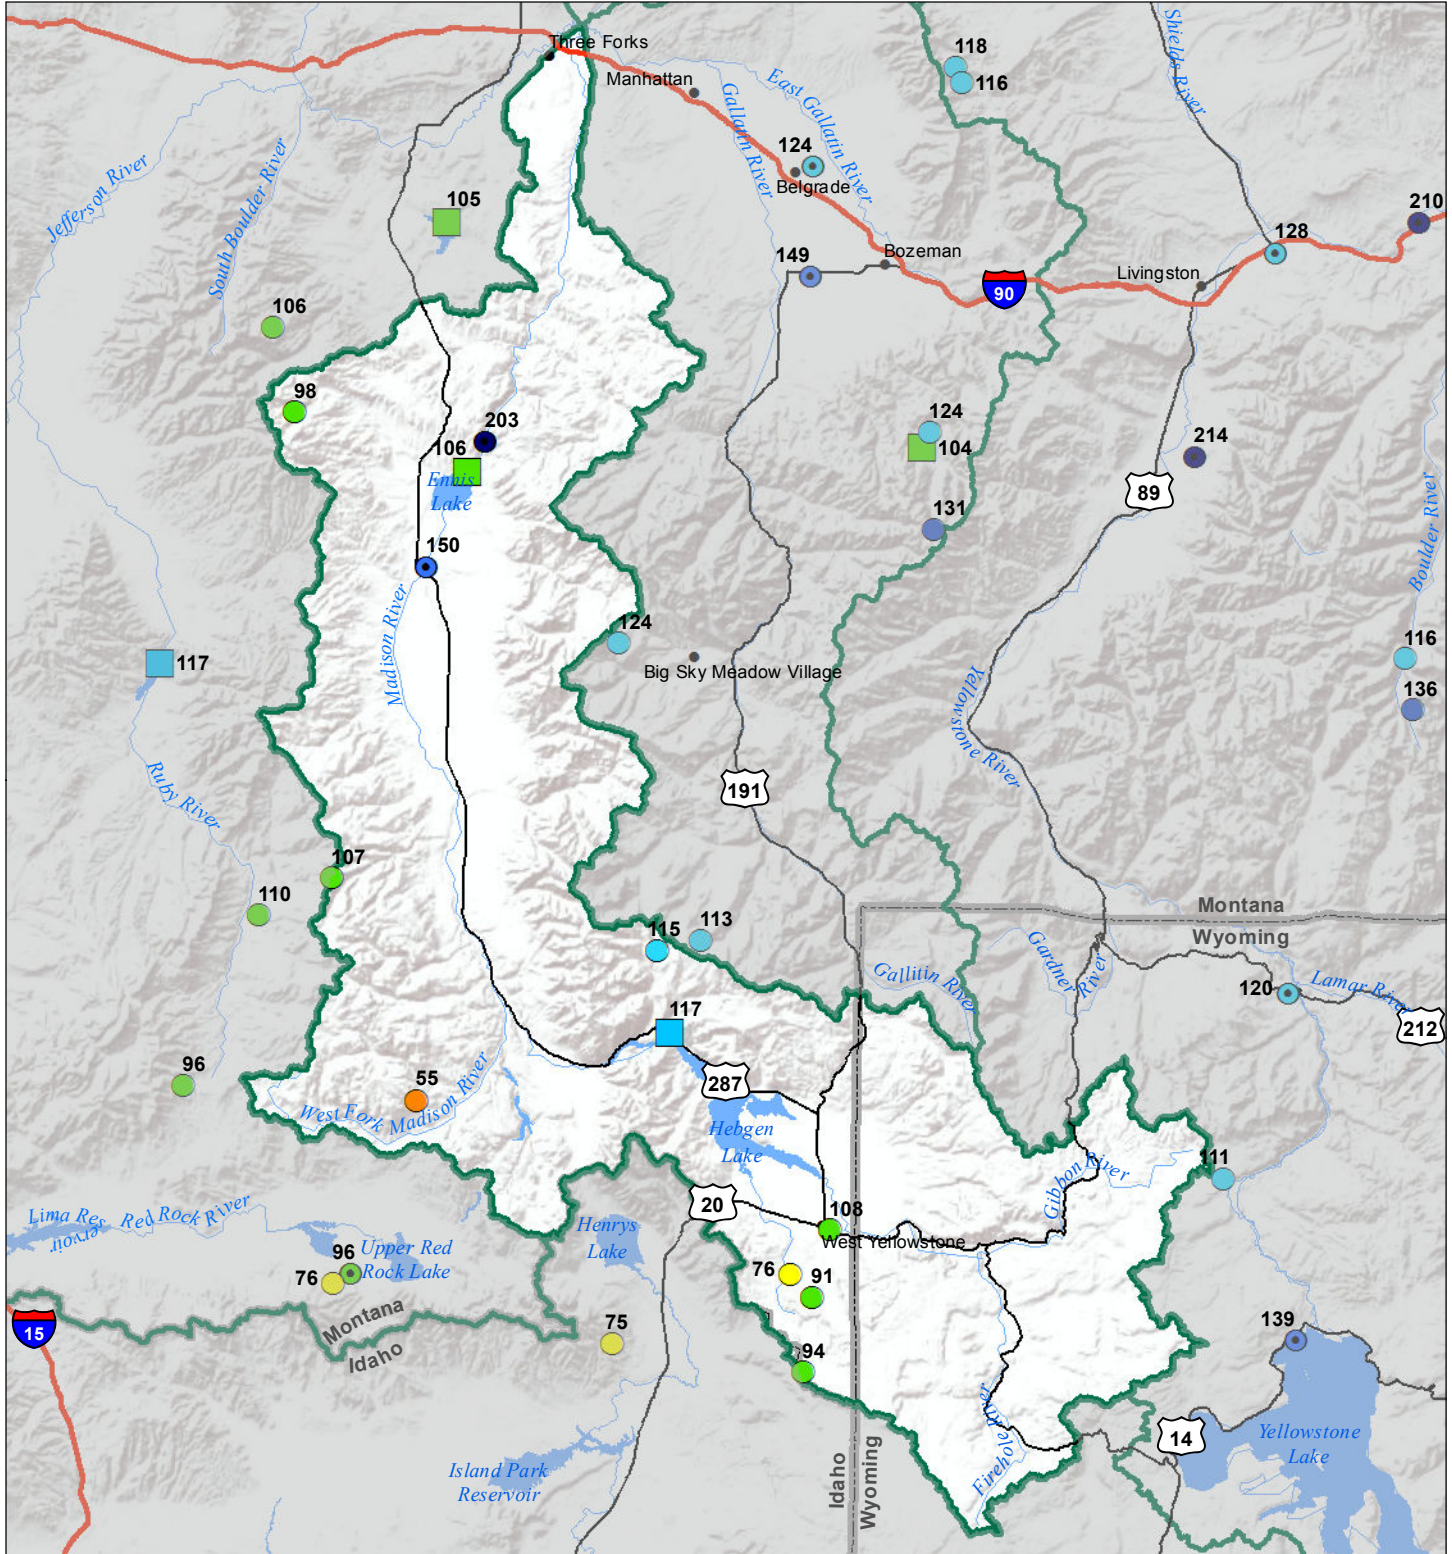 Three Forks
Manhattan
118
116
Shields River
Gallatin River
East Gallatin River
124
Belgrade
Jefferson River
South Boulder River
105
210
128
149
Bozeman
Livingston
90
106
98
203
106
Ennis
Lake
124
104
214
89
131
Boulder River
150
Madison River
124
Big Sky Meadow Village
117
116
136
Yellowstone River
191
Ruby River
107
110
115
113
Montana
Wyoming
Gallitin River
Gardner
River
120
Lamar River
212
117
96
55
West Fork Madison River
287
Hebgen
Lake
111
Gibbon River
20
108
West Yellowstone
Lima Reservoir
Red Rock River
Henrys
Lake
96
76
Upper Red
Rock Lake
76
91
15
Montana
Idaho
75
94
139
Firehole River
14
Yellowstone
Lake
Island Park
Reservoir
Idaho
Wyoming